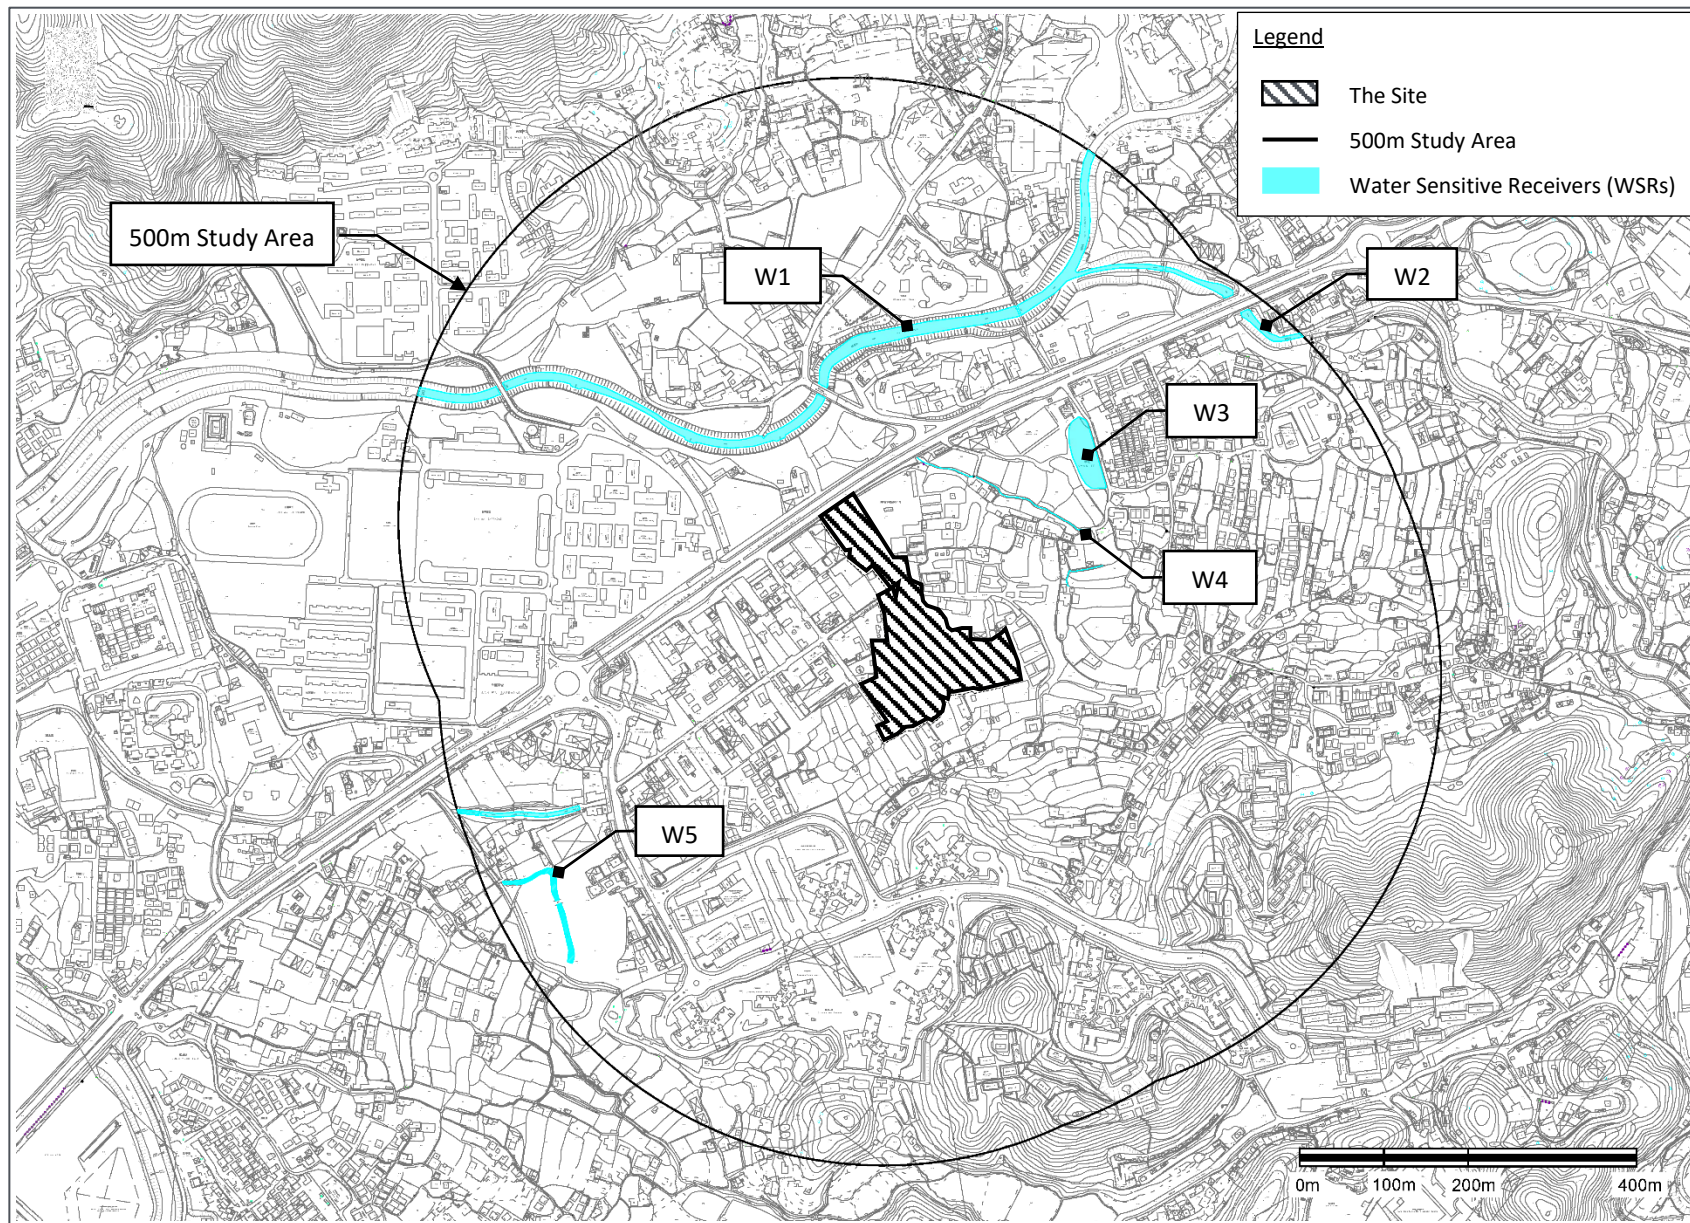 Legend
The Site
500m Study Area
Water Sensitive Receivers (WSRs)
500m Study Area
W1
W2
W3
W4
W5
0m 100m 200m 400m